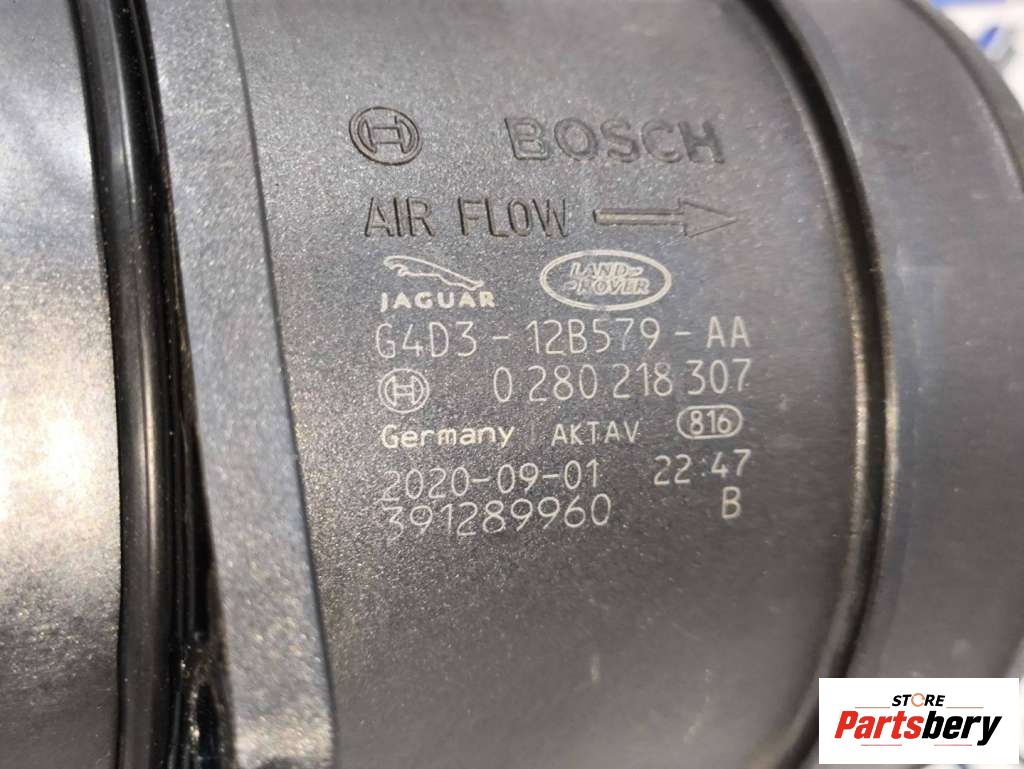 BOSCH
AIR FLOW
JAGUAR LAND ROVER
G4D3-12B579-AA
0 280 218 307
Germany AKTAV 816
2020-09-01 22:47
391289960 B
STORE
Partsbery